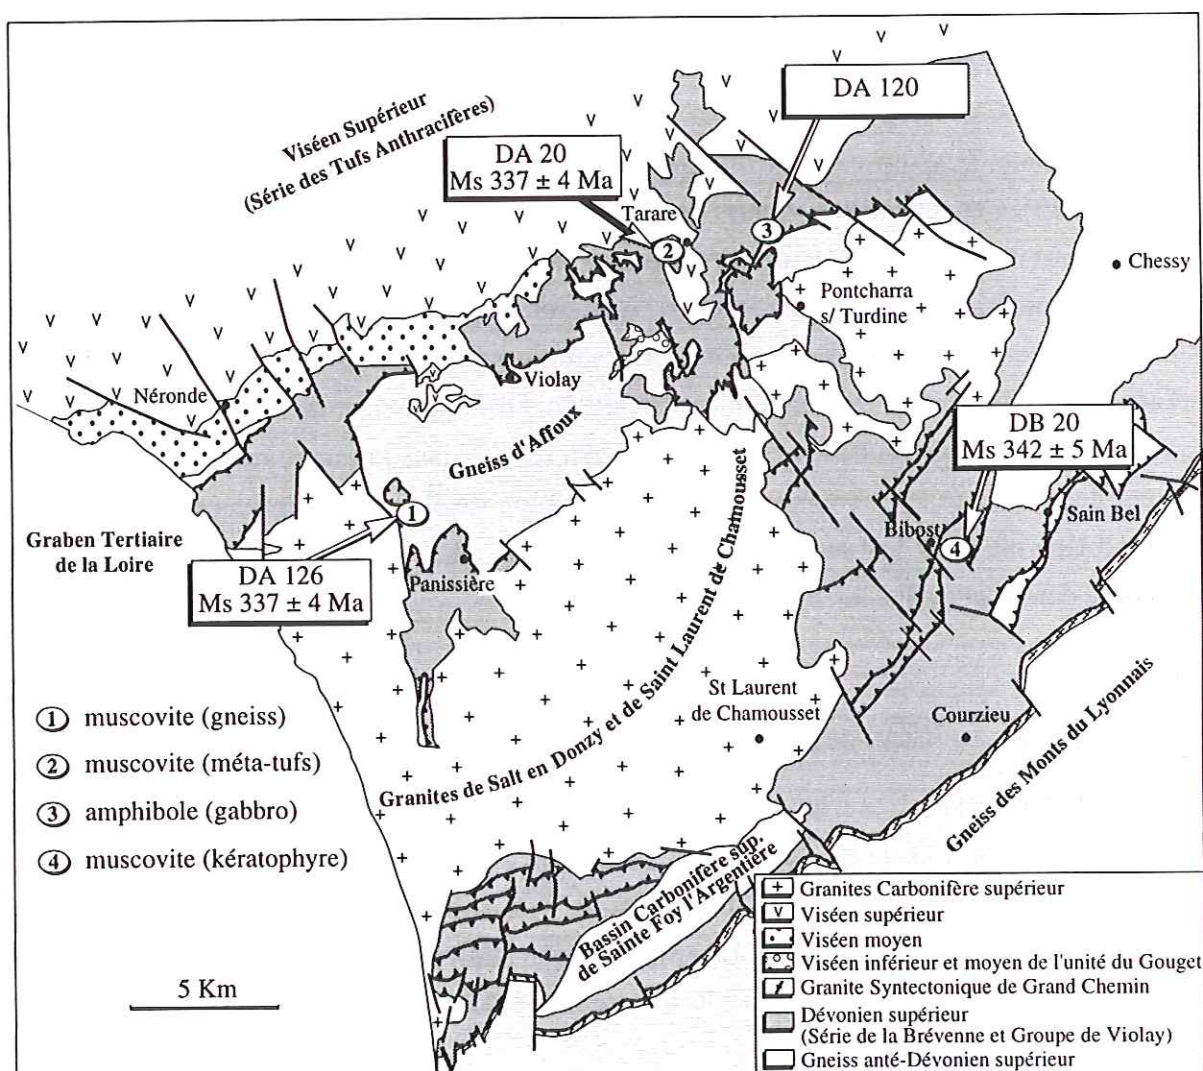 DA 120
Viséen Supérieur
(Série des Tufs Anthracifères)
DA 20
Ms 337 ± 4 Ma
Tarare
2
3
Chessy
Pontcharra
s/ Turdine
Néronde
Violay
Gneiss d'Affoux
DB 20
Ms 342 ± 5 Ma
1
Sain Bel
Bibost
4
Graben Tertiaire
de la Loire
DA 126
Ms 337 ± 4 Ma
Panissière
Granites de Salt en Donzy et de Saint Laurent de Chamousset
St Laurent
de Chamousset
Courzieu
Gneiss des Monts du Lyonnais
1 muscovite (gneiss)
2 muscovite (méta-tufs)
3 amphibole (gabbro)
4 muscovite (kératophyre)
Bassin Carbonifère sup.
de Sainte Foy l'Argentière
5 Km
+ Granites Carbonifère supérieur
v Viséen supérieur
Viséen moyen
Viséen inférieur et moyen de l'unité du Gouget
Granite Syntectonique de Grand Chemin
Dévonien supérieur
(Série de la Brévenne et Groupe de Violay)
Gneiss anté-Dévonien supérieur